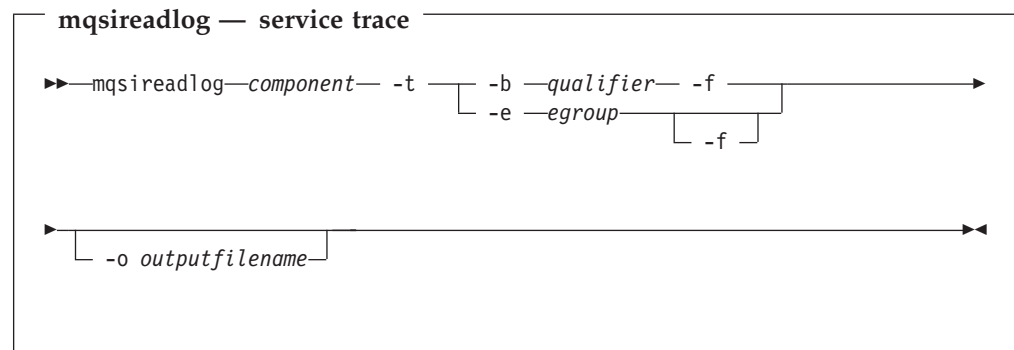 mqsireadlog — service trace
mqsireadlog component -t -b qualifier -f
-e egroup
-f
-o outputfilename